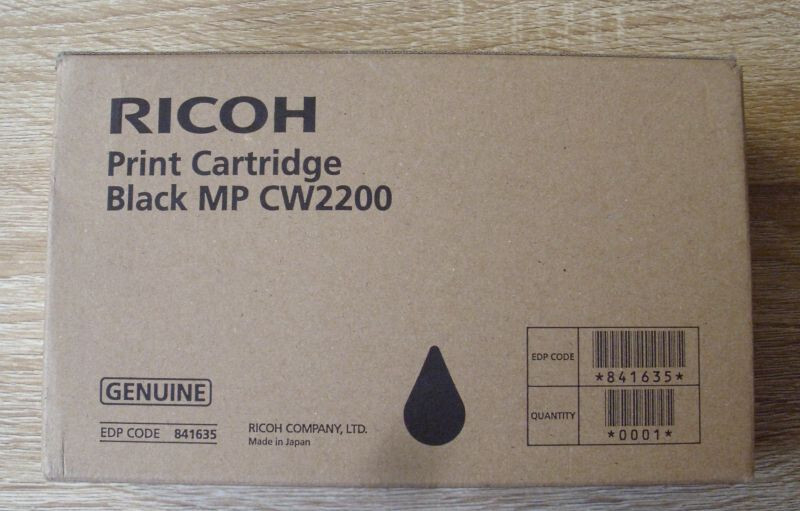 RICOH
Print Cartridge
Black MP CW2200
GENUINE
EDP CODE 841635
RICOH COMPANY, LTD.
Made in Japan
EDP CODE
*841635*
QUANTITY
*0001*